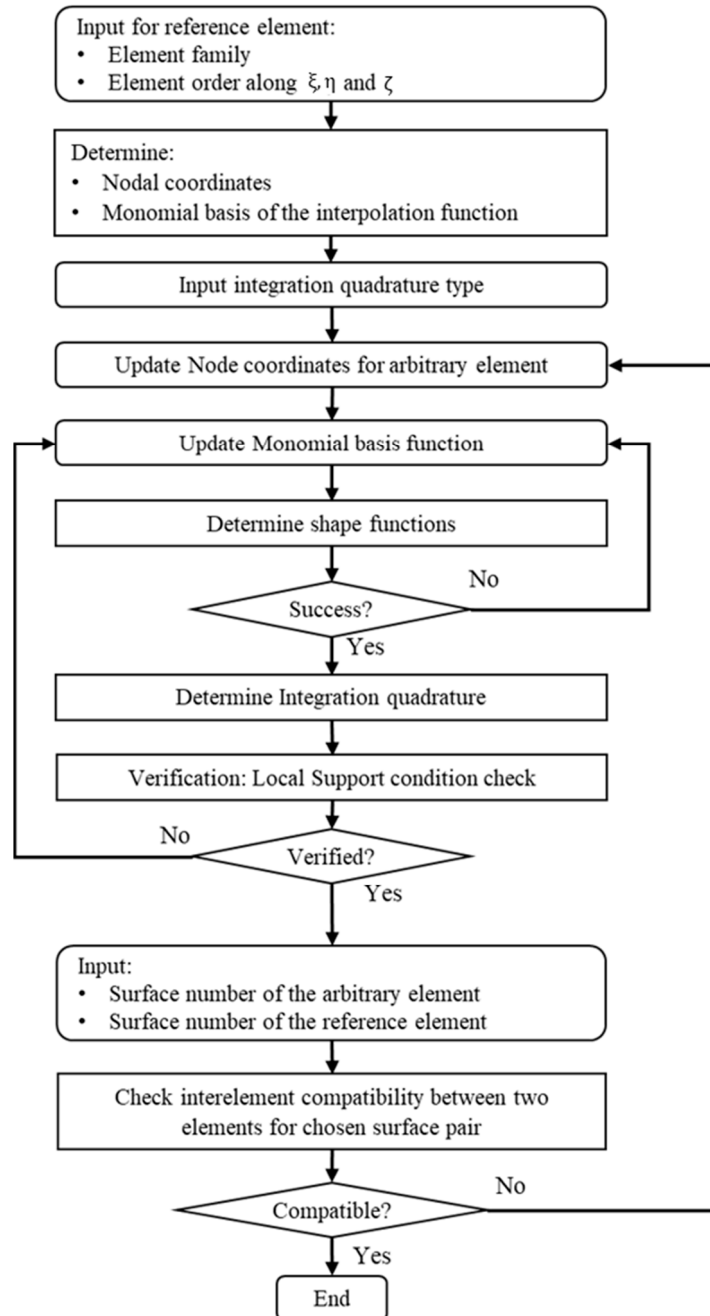 Input for reference element:
• Element family
• Element order along ξ, η and ζ
Determine:
• Nodal coordinates
• Monomial basis of the interpolation function
Input integration quadrature type
Update Node coordinates for arbitrary element
Update Monomial basis function
Determine shape functions
No
Success?
Yes
Determine Integration quadrature
Verification: Local Support condition check
No
Verified?
Yes
Input:
• Surface number of the arbitrary element
• Surface number of the reference element
Check interelement compatibility between two
elements for chosen surface pair
No
Compatible?
Yes
End